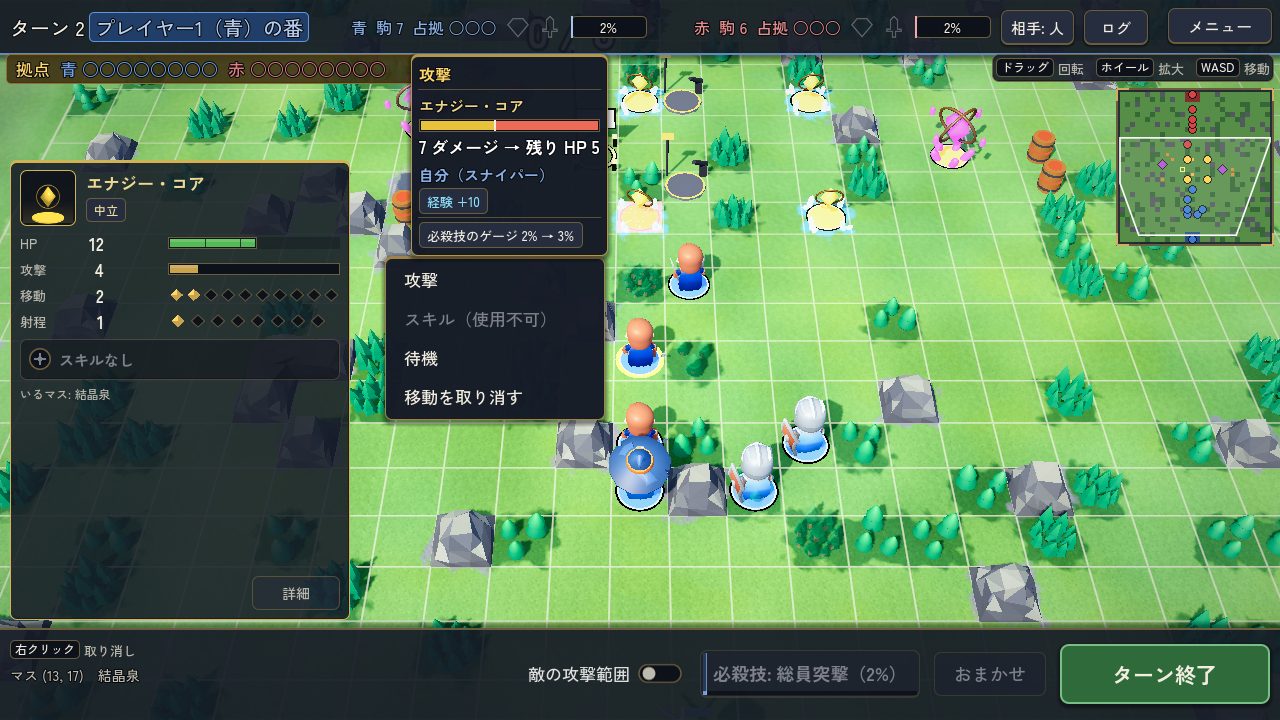 ターン 2 プレイヤー1（青）の番
青 駒 7 占拠 〇〇〇 2%
赤 駒 6 占拠 〇〇〇 2%
相手: 人
ログ
メニュー
拠点 青 〇〇〇〇〇〇〇〇 赤 〇〇〇〇〇〇〇〇
ドラッグ 回転 ホイール 拡大 WASD 移動
攻撃
エナジー・コア
7 ダメージ → 残り HP 5
自分（スナイパー）
経験 +10
必殺技のゲージ 2% → 3%
攻撃
スキル（使用不可）
待機
移動を取り消す
エナジー・コア
中立
HP 12
攻撃 4
移動 2
射程 1
スキルなし
いるマス: 結晶泉
詳細
右クリック 取り消し
マス (13, 17) 結晶泉
敵の攻撃範囲
必殺技: 総員突撃（2%）
おまかせ
ターン終了